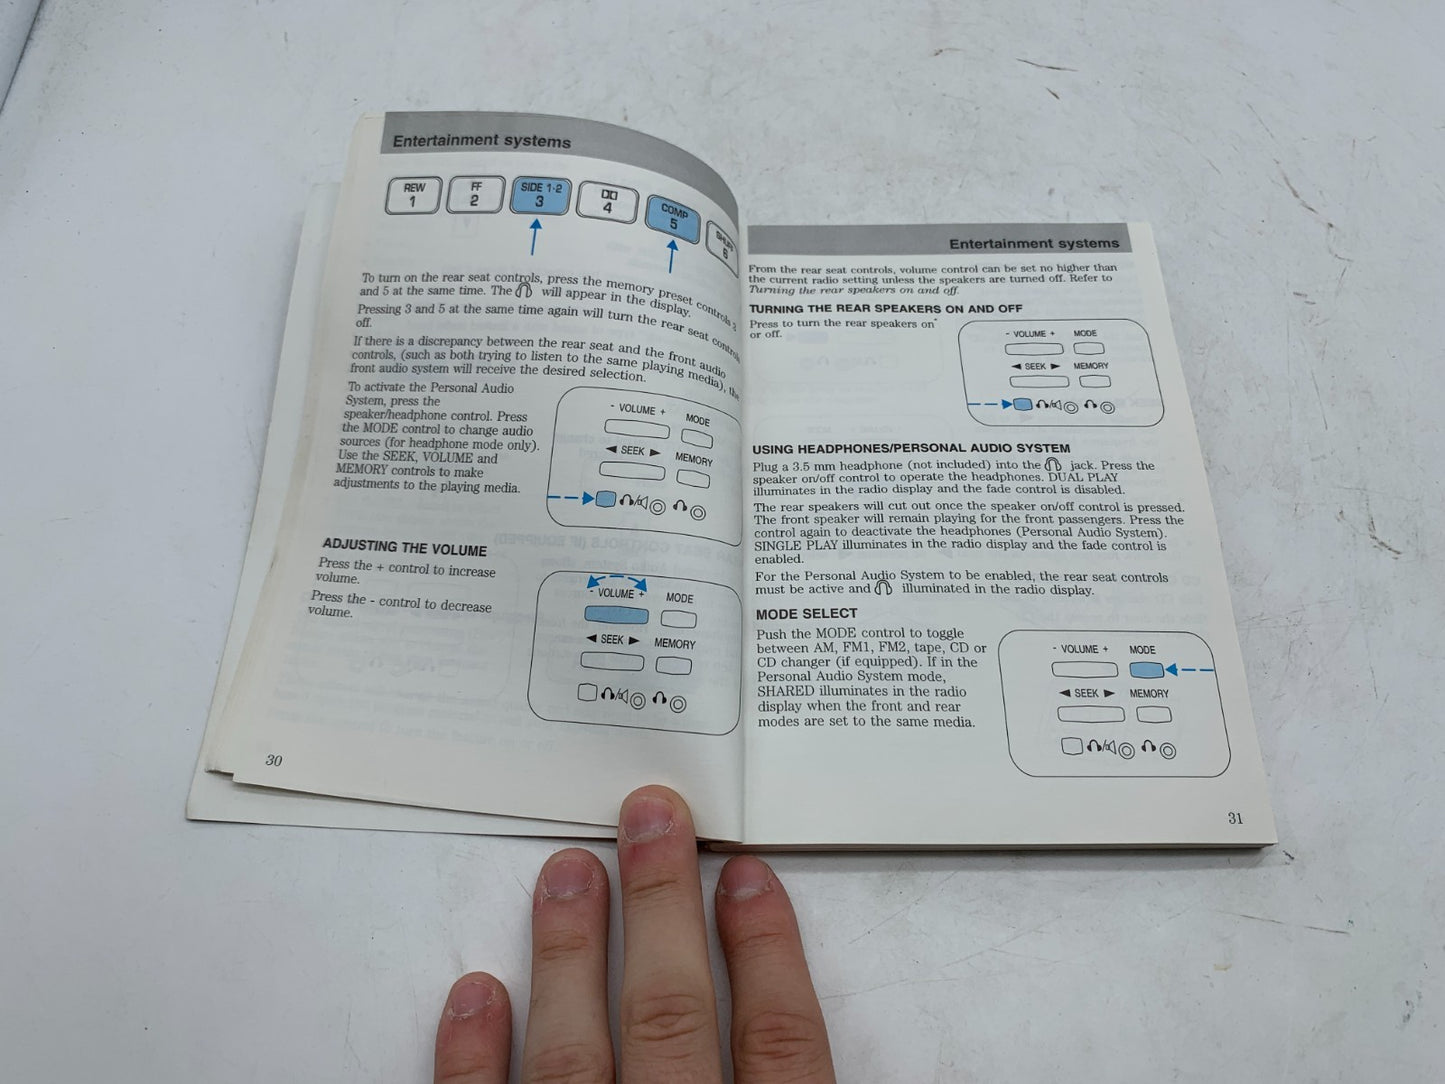 Entertainment systems
REW FF SIDE 1-2 COMP SHUFF
1 2 3 4 5 6
To turn on the rear seat controls, press the memory preset controls 3
and 5 at the same time. The will appear in the display.
Pressing 3 and 5 at the same time again will turn the rear seat controls
off.
If there is a discrepancy between the rear seat and the front audio
controls, (such as both trying to listen to the same playing media), the
front audio system will receive the desired selection.
To activate the Personal Audio
System, press the
speaker/headphone control. Press
the MODE control to change audio
sources (for headphone mode only).
Use the SEEK, VOLUME and
MEMORY controls to make
adjustments to the playing media.
- VOLUME + MODE
SEEK MEMORY
ADJUSTING THE VOLUME
Press the + control to increase
volume.
Press the - control to decrease
volume.
- VOLUME + MODE
SEEK MEMORY
30
Entertainment systems
From the rear seat controls, volume control can be set no higher than
the current radio setting unless the speakers are turned off. Refer to
Turning the rear speakers on and off.
TURNING THE REAR SPEAKERS ON AND OFF
Press to turn the rear speakers on
or off.
- VOLUME + MODE
SEEK MEMORY
USING HEADPHONES/PERSONAL AUDIO SYSTEM
Plug a 3.5 mm headphone (not included) into the jack. Press the
speaker on/off control to operate the headphones. DUAL PLAY
illuminates in the radio display and the fade control is disabled.
The rear speakers will cut out once the speaker on/off control is pressed.
The front speaker will remain playing for the front passengers. Press the
control again to deactivate the headphones (Personal Audio System).
SINGLE PLAY illuminates in the radio display and the fade control is
enabled.
For the Personal Audio System to be enabled, the rear seat controls
must be active and illuminated in the radio display.
MODE SELECT
Push the MODE control to toggle
between AM, FM1, FM2, tape, CD or
CD changer (if equipped). If in the
Personal Audio System mode,
SHARED illuminates in the radio
display when the front and rear
modes are set to the same media.
- VOLUME + MODE
SEEK MEMORY
31